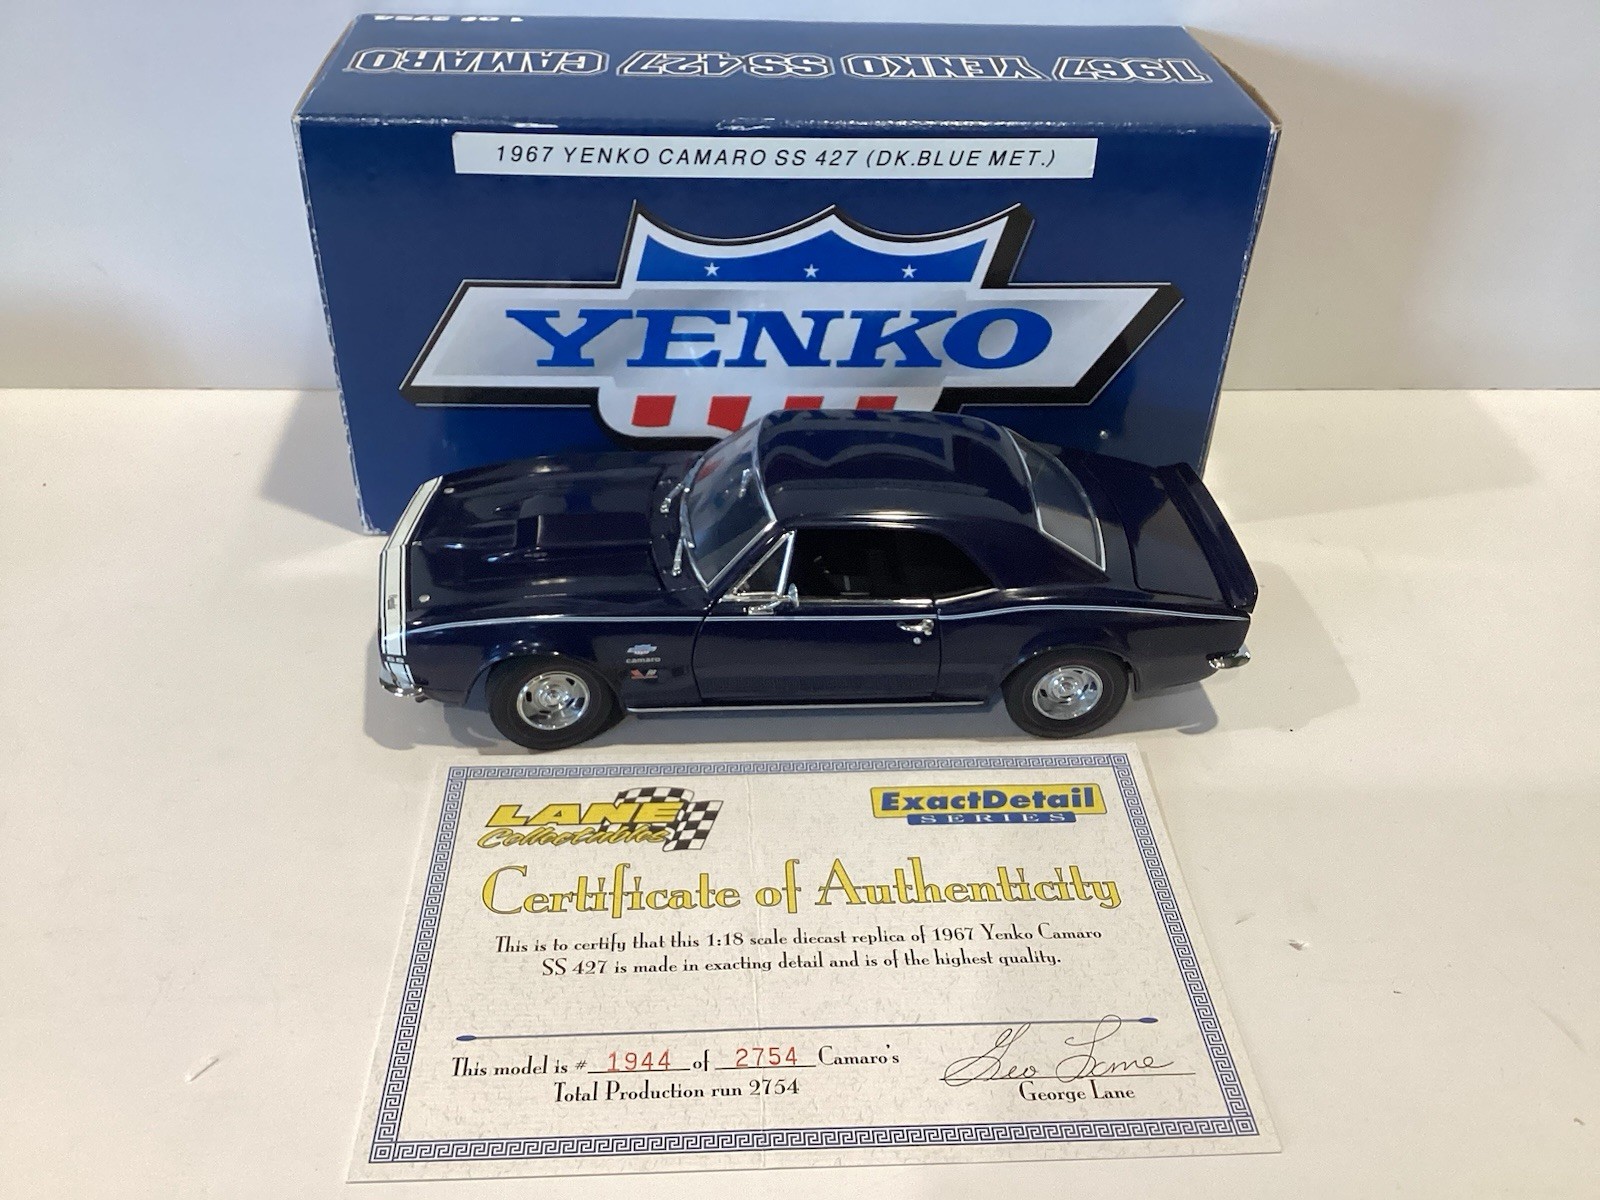 1 of 2754
1967 YENKO SS 427 CAMARO
1967 YENKO CAMARO SS 427 (DK.BLUE MET.)
YENKO
camaro
LANE
Collectables
ExactDetail
SERIES
Certificate of Authenticity
This is to certify that this 1:18 scale diecast replica of 1967 Yenko Camaro
SS 427 is made in exacting detail and is of the highest quality.
This model is # 1944 of 2754 Camaro's
Total Production run 2754
Geo Lane
George Lane